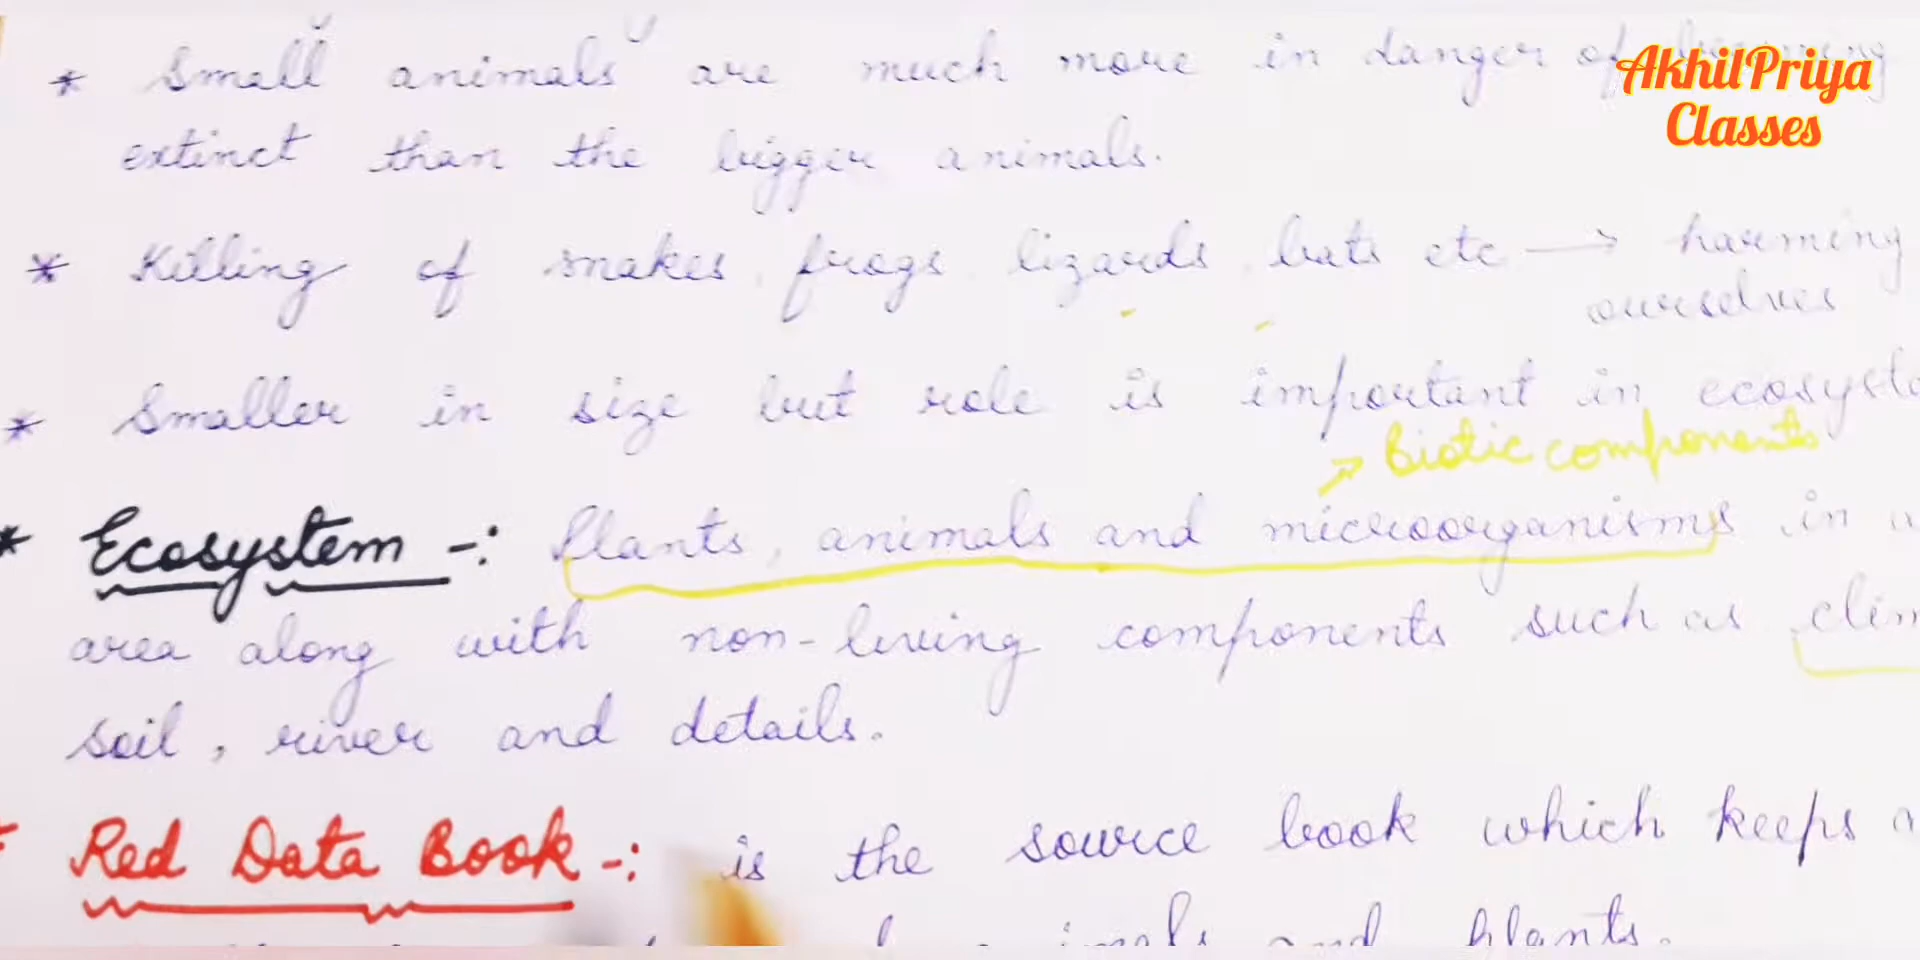 * Small animals are much more in danger of
extinct than the bigger animals.
* Killing of snakes, frogs, lizards, bats etc → harming
ourselves
* Smaller in size but role is important in ecosyste
→ Biotic components
* Ecosystem -: Plants, animals and microorganisms in a
area along with non-living components such as clim
soil, river and details.
* Red Data Book -: is the source book which keeps a
animals and plants.
AkhilPriya
Classes